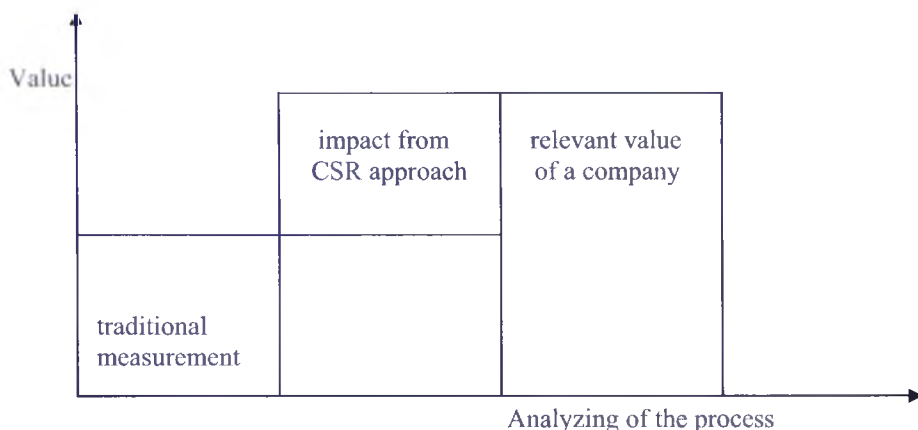 Value
impact from
CSR approach
relevant value
of a company
traditional
measurement
Analyzing of the process